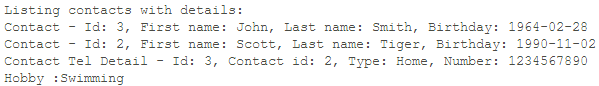 Listing contacts with details:
Contact - Id: 3, First name: John, Last name: Smith, Birthday: 1964-02-28
Contact - Id: 2, First name: Scott, Last name: Tiger, Birthday: 1990-11-02
Contact Tel Detail - Id: 3, Contact id: 2, Type: Home, Number: 1234567890
Hobby :Swimming